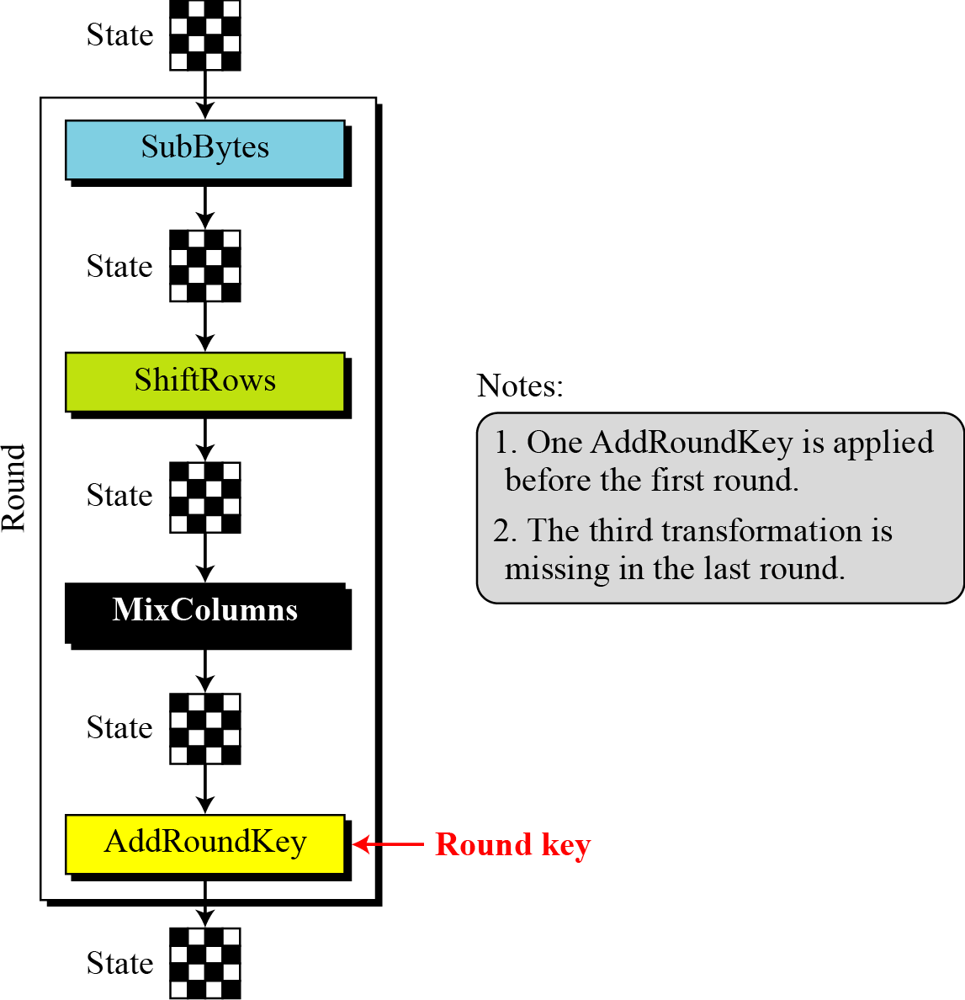 State
SubBytes
State
ShiftRows
State
MixColumns
State
AddRoundKey
Round key
State
Round
Notes:
1. One AddRoundKey is applied
before the first round.
2. The third transformation is
missing in the last round.